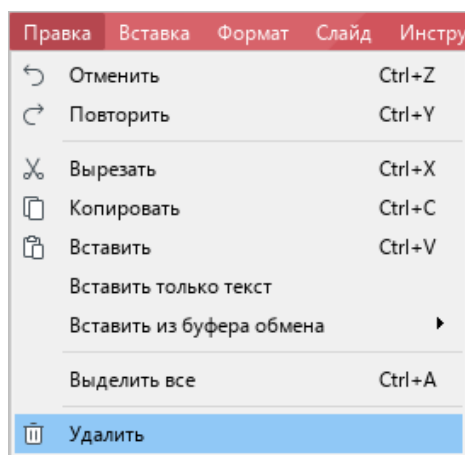 Правка Вставка Формат Слайд Инстру
Отменить Ctrl+Z
Повторить Ctrl+Y
Вырезать Ctrl+X
Копировать Ctrl+C
Вставить Ctrl+V
Вставить только текст
Вставить из буфера обмена
Выделить все Ctrl+A
Удалить